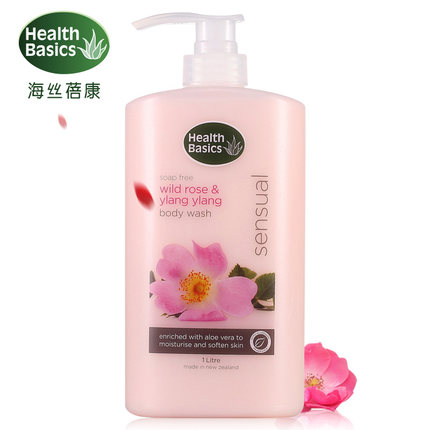 Health
Basics
海丝蓓康
Health
Basics
soap free
wild rose &
ylang ylang
body wash
sensual
enriched with aloe vera to
moisturise and soften skin
1 Litre
made in new zealand